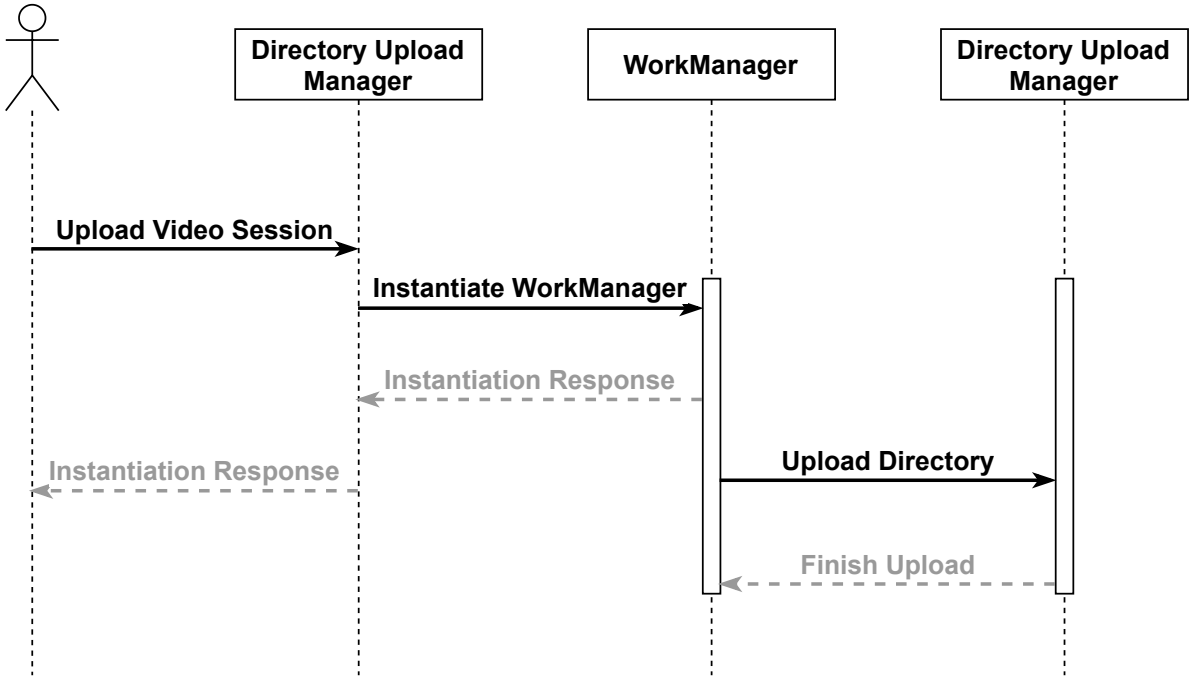 Directory Upload
Manager
WorkManager
Directory Upload
Manager
Upload Video Session
Instantiate WorkManager
Instantiation Response
Upload Directory
Instantiation Response
Finish Upload